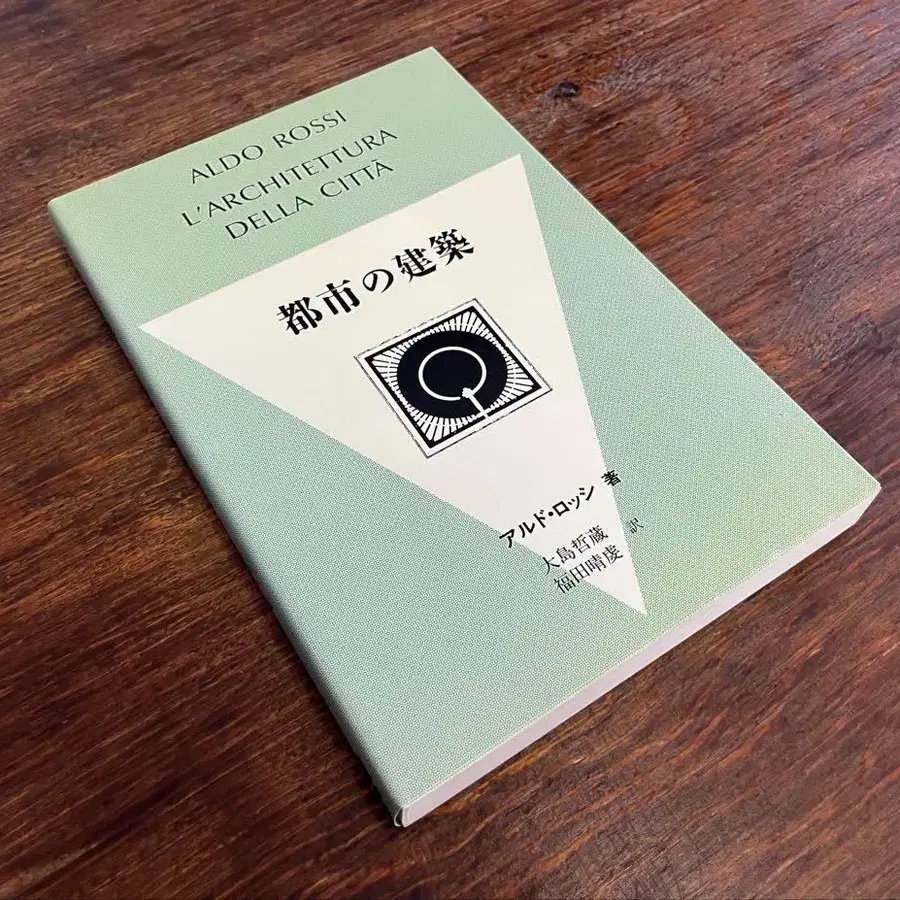 ALDO ROSSI
L'ARCHITETTURA
DELLA CITTÀ
都市の建築
アルド・ロッシ 著
大島哲蔵 訳
福田晴虔